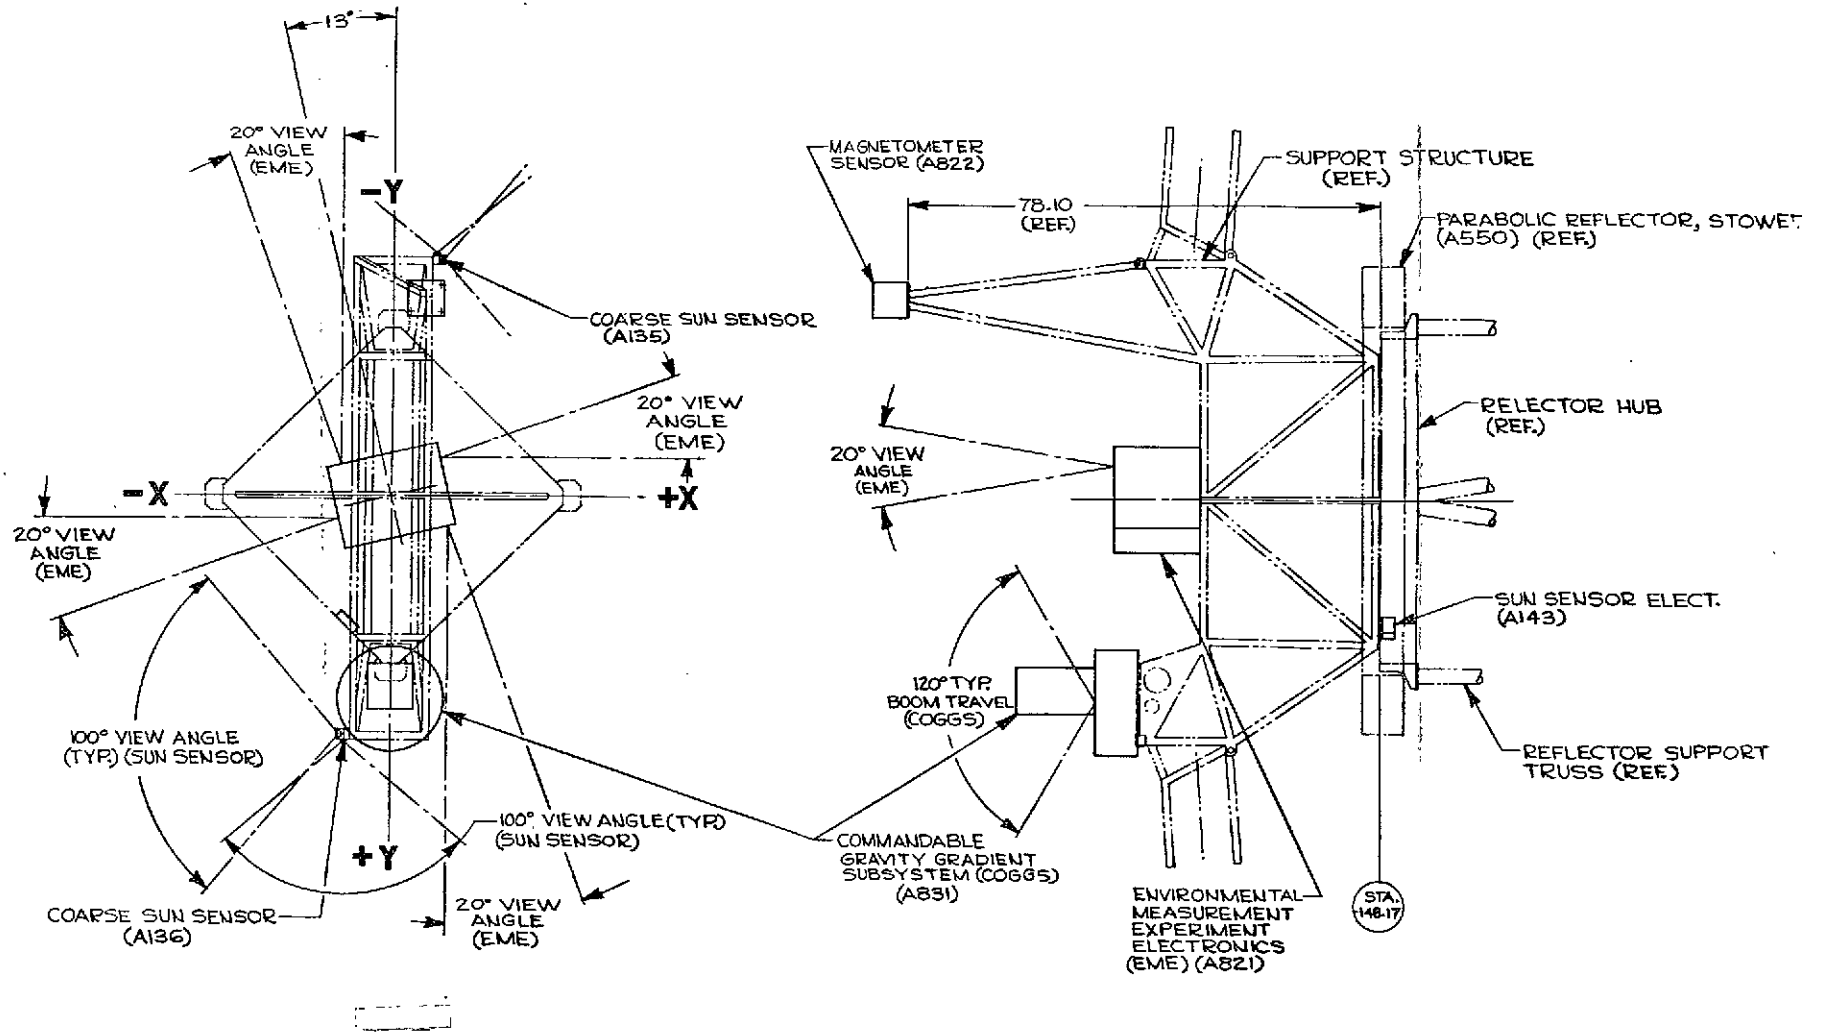 13°
20° VIEW
ANGLE
(EME)
-Y
COARSE SUN SENSOR
(A135)
20° VIEW
ANGLE
(EME)
-X
+X
20° VIEW
ANGLE
(EME)
100° VIEW ANGLE
(TYP.) (SUN SENSOR)
100° VIEW ANGLE (TYP.)
(SUN SENSOR)
+Y
COARSE SUN SENSOR
(A136)
20° VIEW
ANGLE
(EME)
MAGNETOMETER
SENSOR (A822)
SUPPORT STRUCTURE
(REF.)
78.10
(REF.)
PARABOLIC REFLECTOR, STOWET
(A550) (REF.)
RELECTOR HUB
(REF.)
20° VIEW
ANGLE
(EME)
SUN SENSOR ELECT.
(A143)
120° TYP.
BOOM TRAVEL
(COGGS)
REFLECTOR SUPPORT
TRUSS (REF.)
COMMANDABLE
GRAVITY GRADIENT
SUBSYSTEM (COGGS)
(A831)
ENVIRONMENTAL
MEASUREMENT
EXPERIMENT
ELECTRONICS
(EME) (A821)
STA.
-148.17